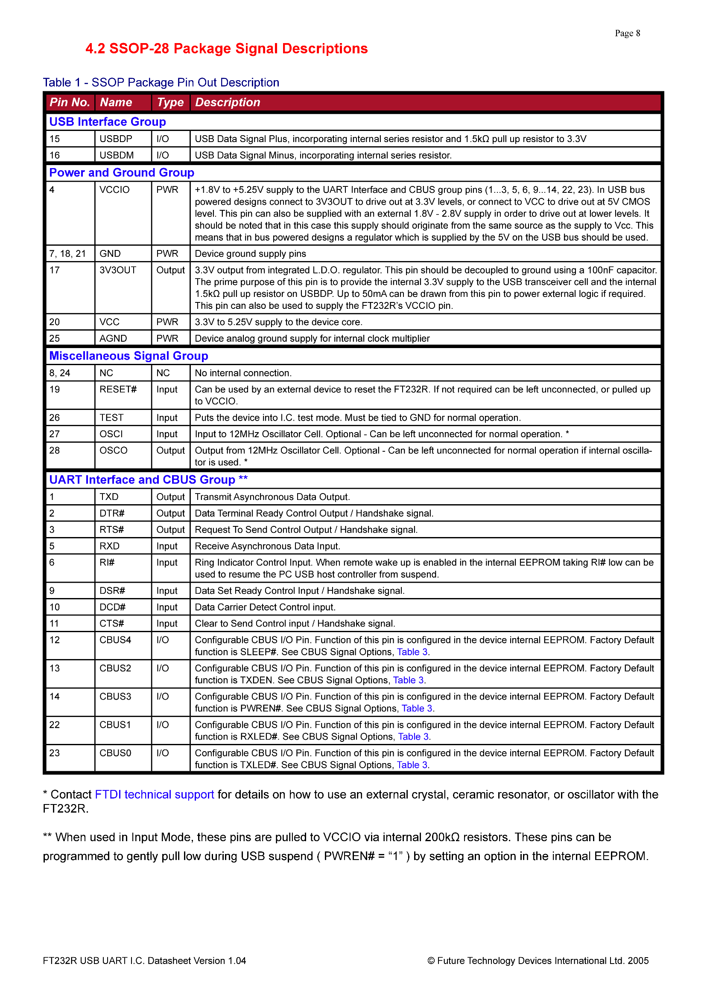 Page 8
4.2 SSOP-28 Package Signal Descriptions
Table 1 - SSOP Package Pin Out Description
Pin No. Name Type Description
USB Interface Group
15 USBDP I/O USB Data Signal Plus, incorporating internal series resistor and 1.5kΩ pull up resistor to 3.3V
16 USBDM I/O USB Data Signal Minus, incorporating internal series resistor.
Power and Ground Group
4 VCCIO PWR +1.8V to +5.25V supply to the UART Interface and CBUS group pins (1...3, 5, 6, 9...14, 22, 23). In USB bus
powered designs connect to 3V3OUT to drive out at 3.3V levels, or connect to VCC to drive out at 5V CMOS
level. This pin can also be supplied with an external 1.8V - 2.8V supply in order to drive out at lower levels. It
should be noted that in this case this supply should originate from the same source as the supply to Vcc. This
means that in bus powered designs a regulator which is supplied by the 5V on the USB bus should be used.
7, 18, 21 GND PWR Device ground supply pins
17 3V3OUT Output 3.3V output from integrated L.D.O. regulator. This pin should be decoupled to ground using a 100nF capacitor.
The prime purpose of this pin is to provide the internal 3.3V supply to the USB transceiver cell and the internal
1.5kΩ pull up resistor on USBDP. Up to 50mA can be drawn from this pin to power external logic if required.
This pin can also be used to supply the FT232R's VCCIO pin.
20 VCC PWR 3.3V to 5.25V supply to the device core.
25 AGND PWR Device analog ground supply for internal clock multiplier
Miscellaneous Signal Group
8, 24 NC NC No internal connection.
19 RESET# Input Can be used by an external device to reset the FT232R. If not required can be left unconnected, or pulled up
to VCCIO.
26 TEST Input Puts the device into I.C. test mode. Must be tied to GND for normal operation.
27 OSCI Input Input to 12MHz Oscillator Cell. Optional - Can be left unconnected for normal operation. *
28 OSCO Output Output from 12MHz Oscillator Cell. Optional - Can be left unconnected for normal operation if internal oscilla-
tor is used. *
UART Interface and CBUS Group **
1 TXD Output Transmit Asynchronous Data Output.
2 DTR# Output Data Terminal Ready Control Output / Handshake signal.
3 RTS# Output Request To Send Control Output / Handshake signal.
5 RXD Input Receive Asynchronous Data Input.
6 RI# Input Ring Indicator Control Input. When remote wake up is enabled in the internal EEPROM taking RI# low can be
used to resume the PC USB host controller from suspend.
9 DSR# Input Data Set Ready Control Input / Handshake signal.
10 DCD# Input Data Carrier Detect Control input.
11 CTS# Input Clear to Send Control input / Handshake signal.
12 CBUS4 I/O Configurable CBUS I/O Pin. Function of this pin is configured in the device internal EEPROM. Factory Default
function is SLEEP#. See CBUS Signal Options, Table 3.
13 CBUS2 I/O Configurable CBUS I/O Pin. Function of this pin is configured in the device internal EEPROM. Factory Default
function is TXDEN. See CBUS Signal Options, Table 3.
14 CBUS3 I/O Configurable CBUS I/O Pin. Function of this pin is configured in the device internal EEPROM. Factory Default
function is PWREN#. See CBUS Signal Options, Table 3.
22 CBUS1 I/O Configurable CBUS I/O Pin. Function of this pin is configured in the device internal EEPROM. Factory Default
function is RXLED#. See CBUS Signal Options, Table 3.
23 CBUS0 I/O Configurable CBUS I/O Pin. Function of this pin is configured in the device internal EEPROM. Factory Default
function is TXLED#. See CBUS Signal Options, Table 3.
* Contact FTDI technical support for details on how to use an external crystal, ceramic resonator, or oscillator with the
FT232R.
** When used in Input Mode, these pins are pulled to VCCIO via internal 200kΩ resistors. These pins can be
programmed to gently pull low during USB suspend ( PWREN# = “1” ) by setting an option in the internal EEPROM.
FT232R USB UART I.C. Datasheet Version 1.04 © Future Technology Devices International Ltd. 2005